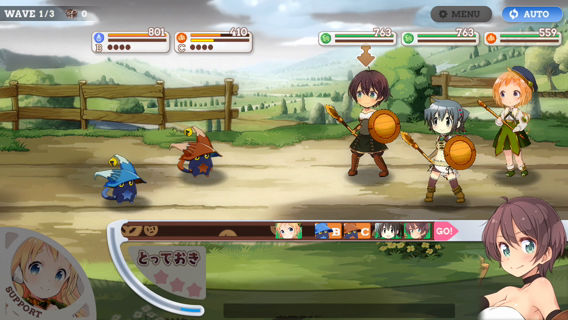 WAVE 1/3 0
MENU
AUTO
801
410
763
763
559
B
C
B C GO!
とっておき
SUPPORT